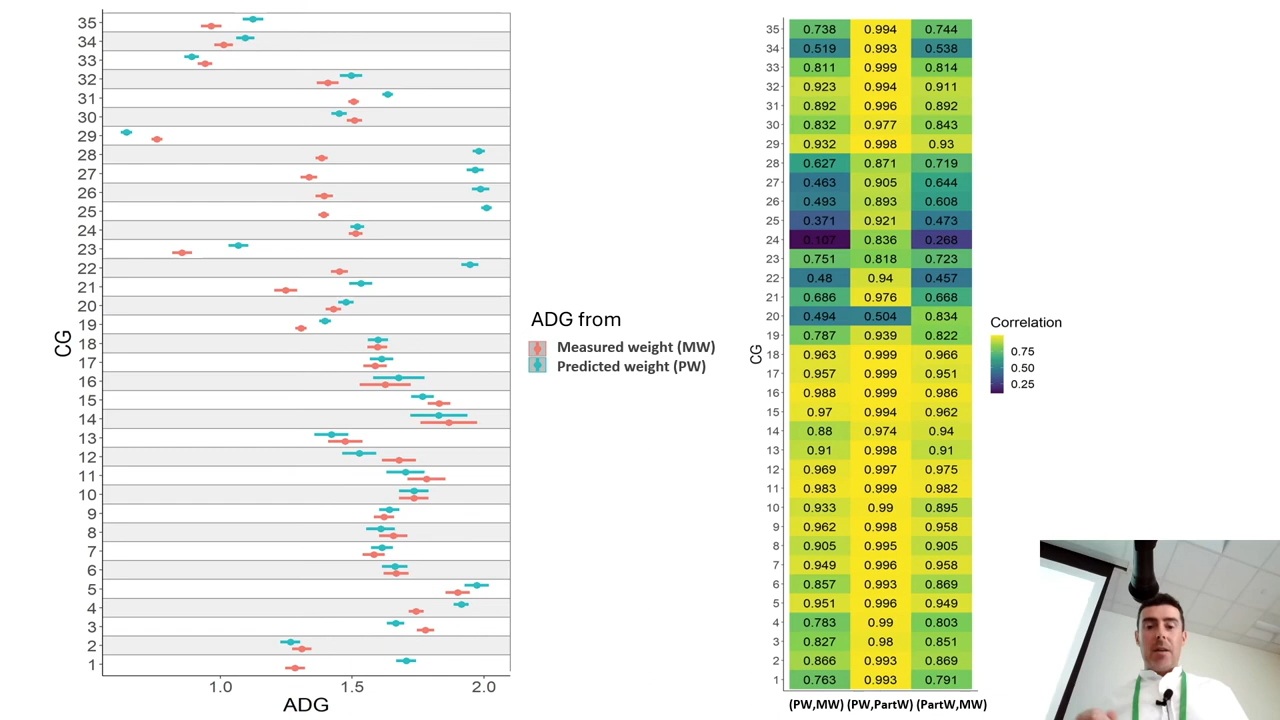 35
34
33
32
31
30
29
28
27
26
25
24
23
22
21
20
19
18
17
16
15
14
13
12
11
10
9
8
7
6
5
4
3
2
1
CG
1.0 1.5 2.0
ADG
ADG from
Measured weight (MW)
Predicted weight (PW)
35 0.738 0.994 0.744
34 0.519 0.993 0.538
33 0.811 0.999 0.814
32 0.923 0.994 0.911
31 0.892 0.996 0.892
30 0.832 0.977 0.843
29 0.932 0.998 0.93
28 0.627 0.871 0.719
27 0.463 0.905 0.644
26 0.493 0.893 0.608
25 0.371 0.921 0.473
24 0.107 0.836 0.268
23 0.751 0.818 0.723
22 0.48 0.94 0.457
21 0.686 0.976 0.668
20 0.494 0.504 0.834
19 0.787 0.939 0.822
18 0.963 0.999 0.966
17 0.957 0.999 0.951
16 0.988 0.999 0.986
15 0.97 0.994 0.962
14 0.88 0.974 0.94
13 0.91 0.998 0.91
12 0.969 0.997 0.975
11 0.983 0.999 0.982
10 0.933 0.99 0.895
9 0.962 0.998 0.958
8 0.905 0.995 0.905
7 0.949 0.996 0.958
6 0.857 0.993 0.869
5 0.951 0.996 0.949
4 0.783 0.99 0.803
3 0.827 0.98 0.851
2 0.866 0.993 0.869
1 0.763 0.993 0.791
CG
(PW,MW) (PW,PartW) (PartW,MW)
Correlation
0.75
0.50
0.25